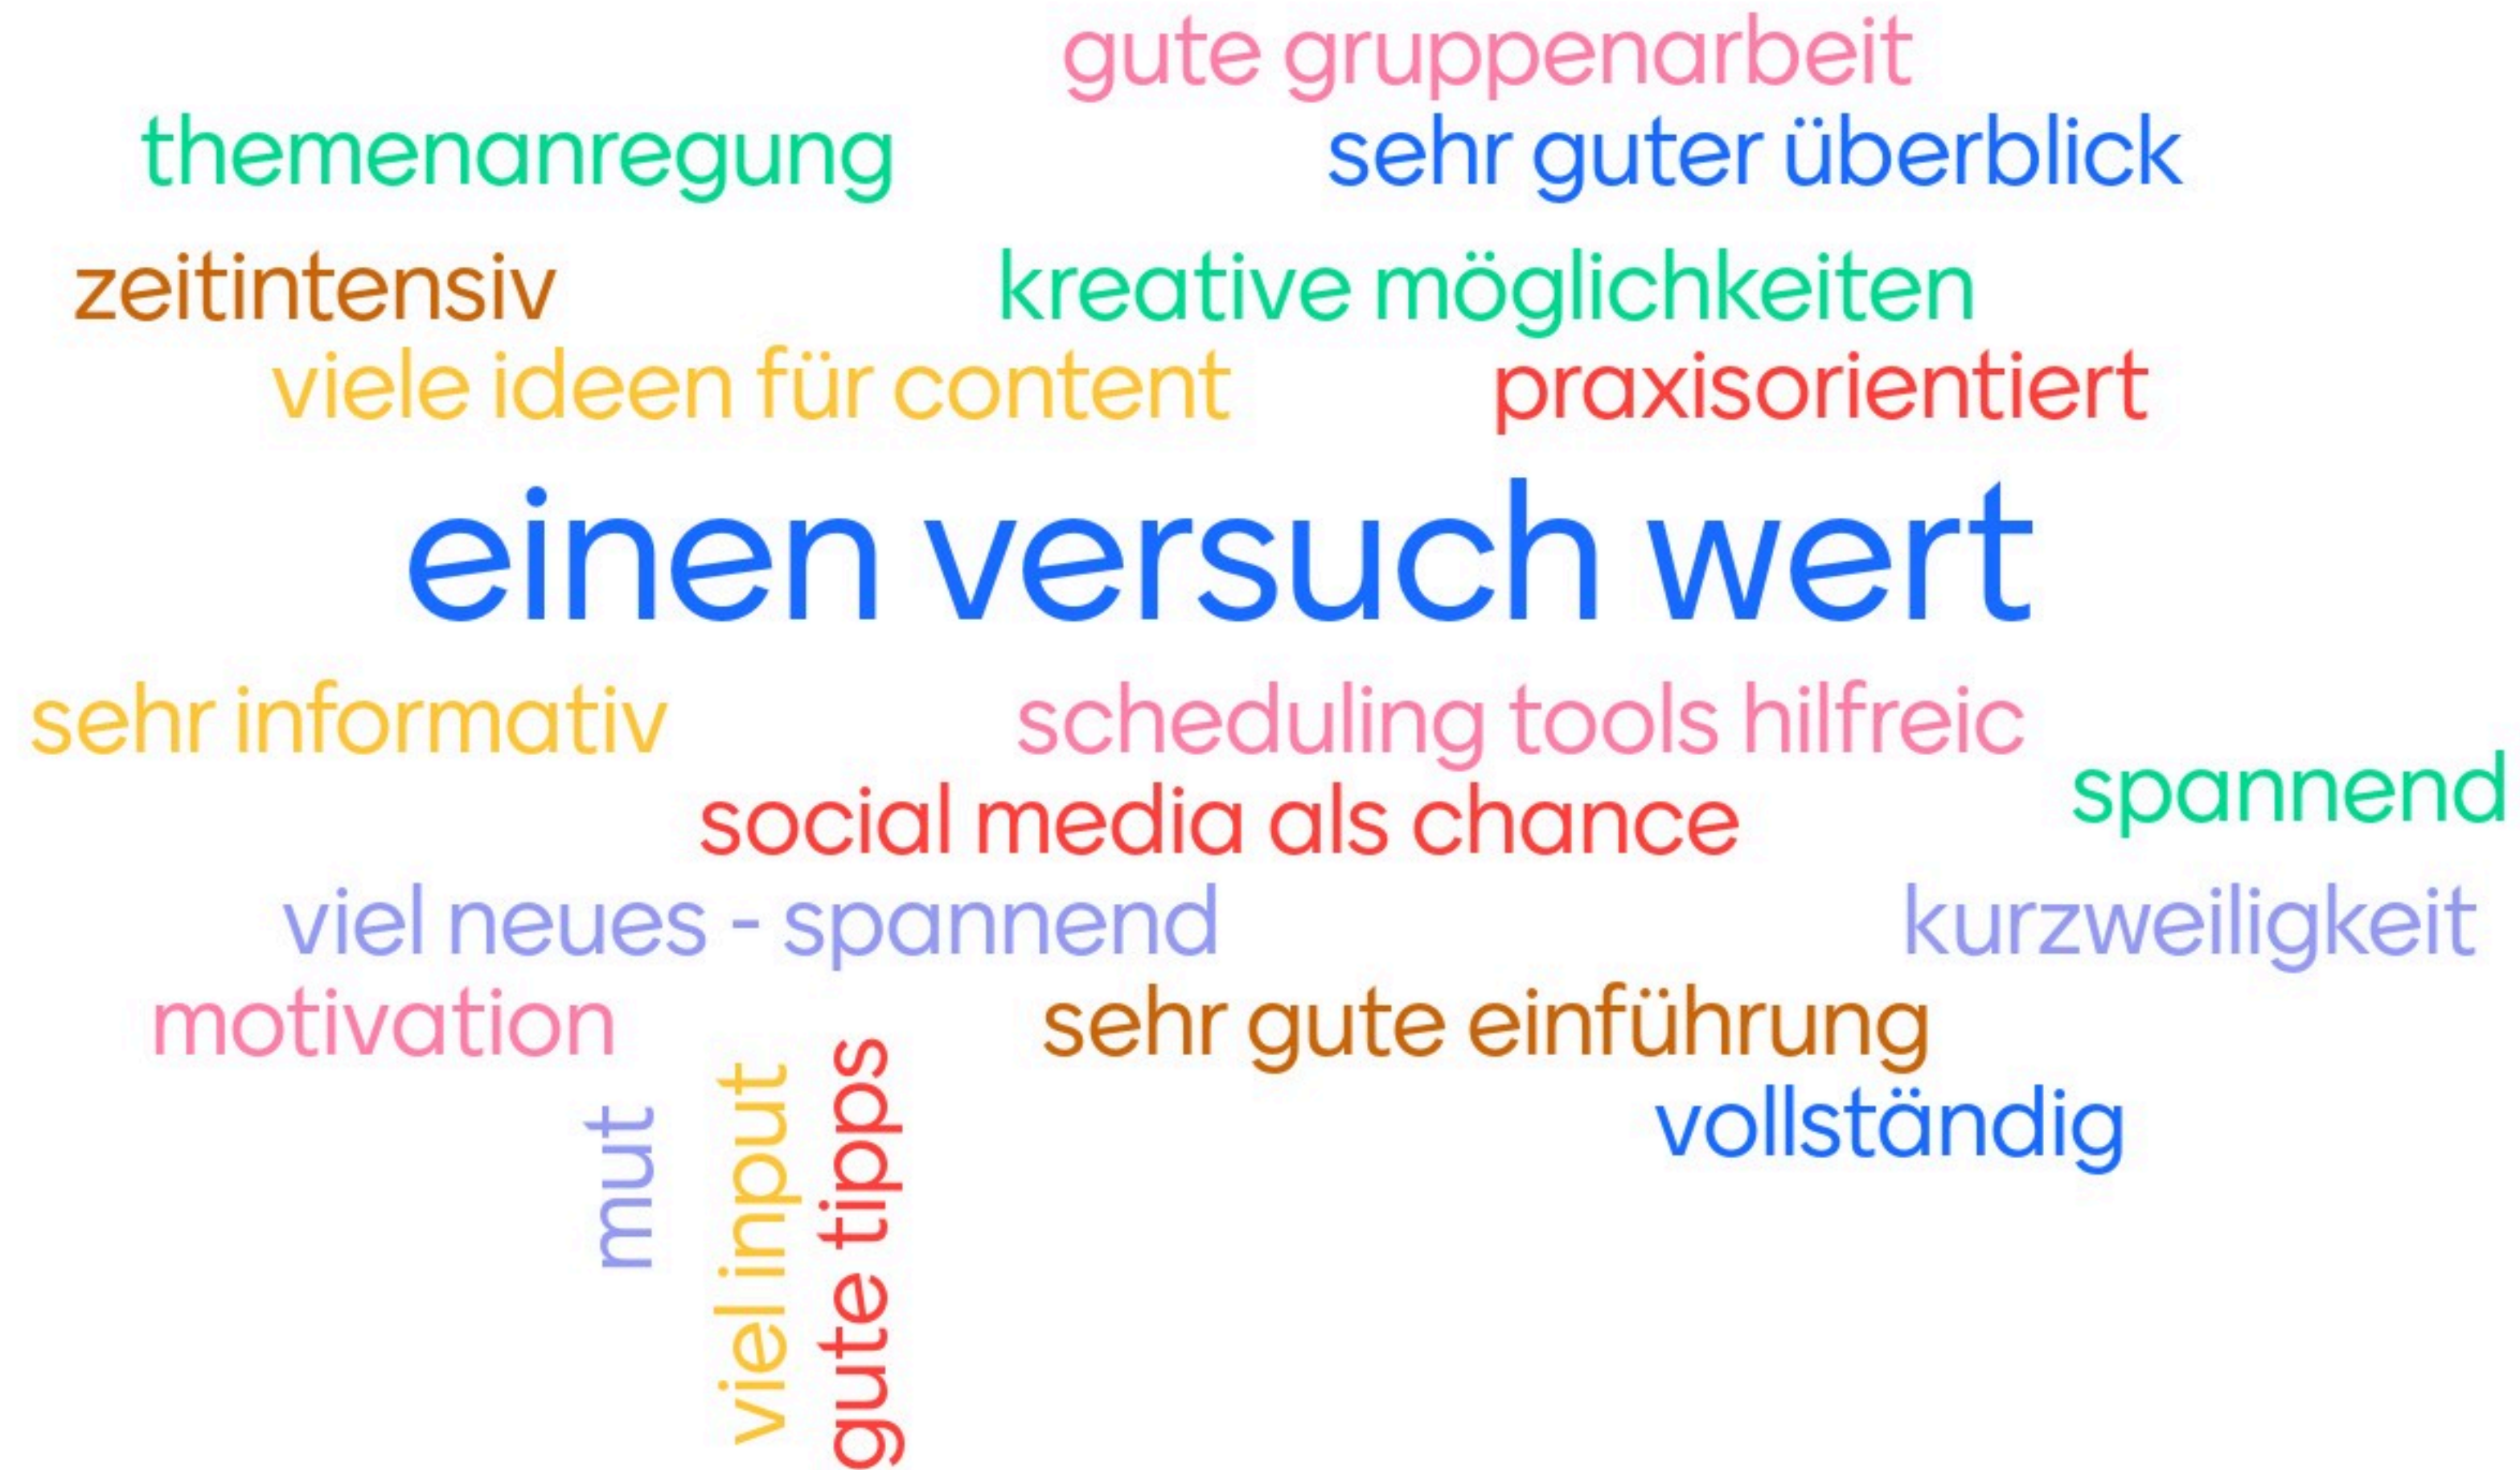 gute gruppenarbeit
themenanregung
sehr guter überblick
zeitintensiv
kreative möglichkeiten
viele ideen für content
praxisorientiert
einen versuch wert
sehr informativ
scheduling tools hilfreic
spannend
social media als chance
viel neues - spannend
kurzweiligkeit
motivation
sehr gute einführung
mut
viel input
gute tipps
vollständig